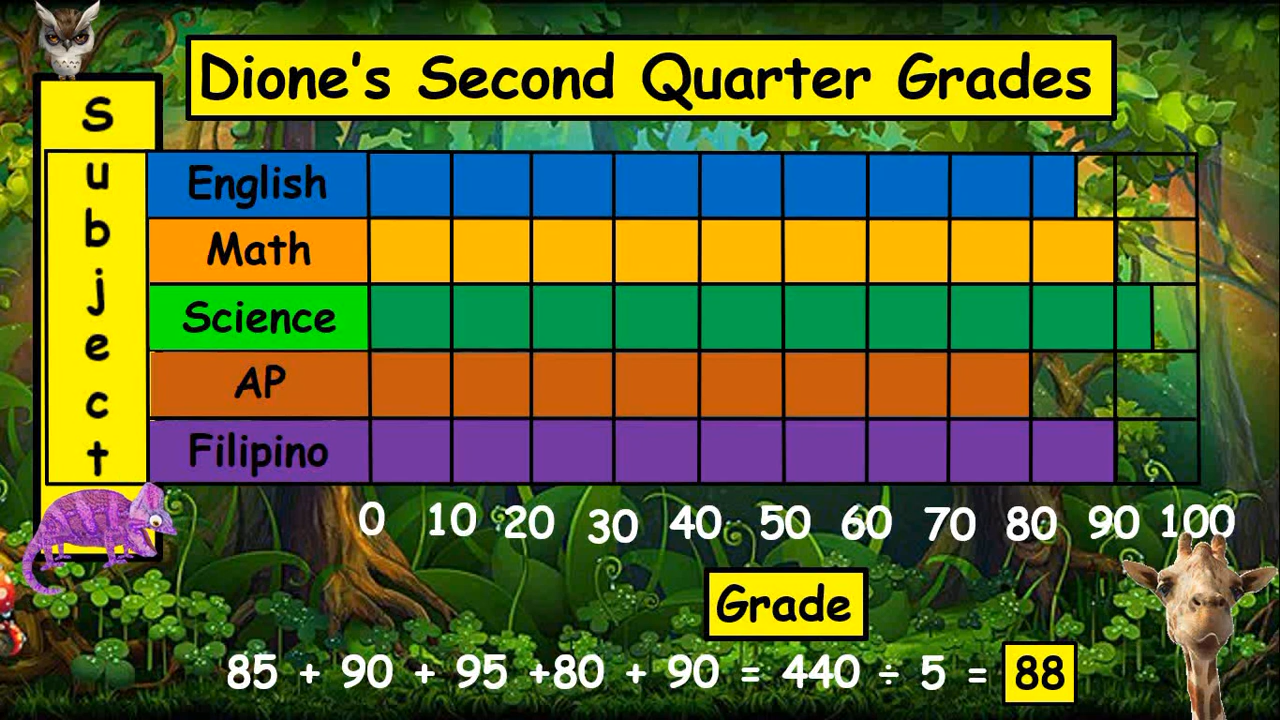 Dione's Second Quarter Grades
Subject
English
Math
Science
AP
Filipino
0 10 20 30 40 50 60 70 80 90 100
Grade
85 + 90 + 95 +80 + 90 = 440 ÷ 5 = 88